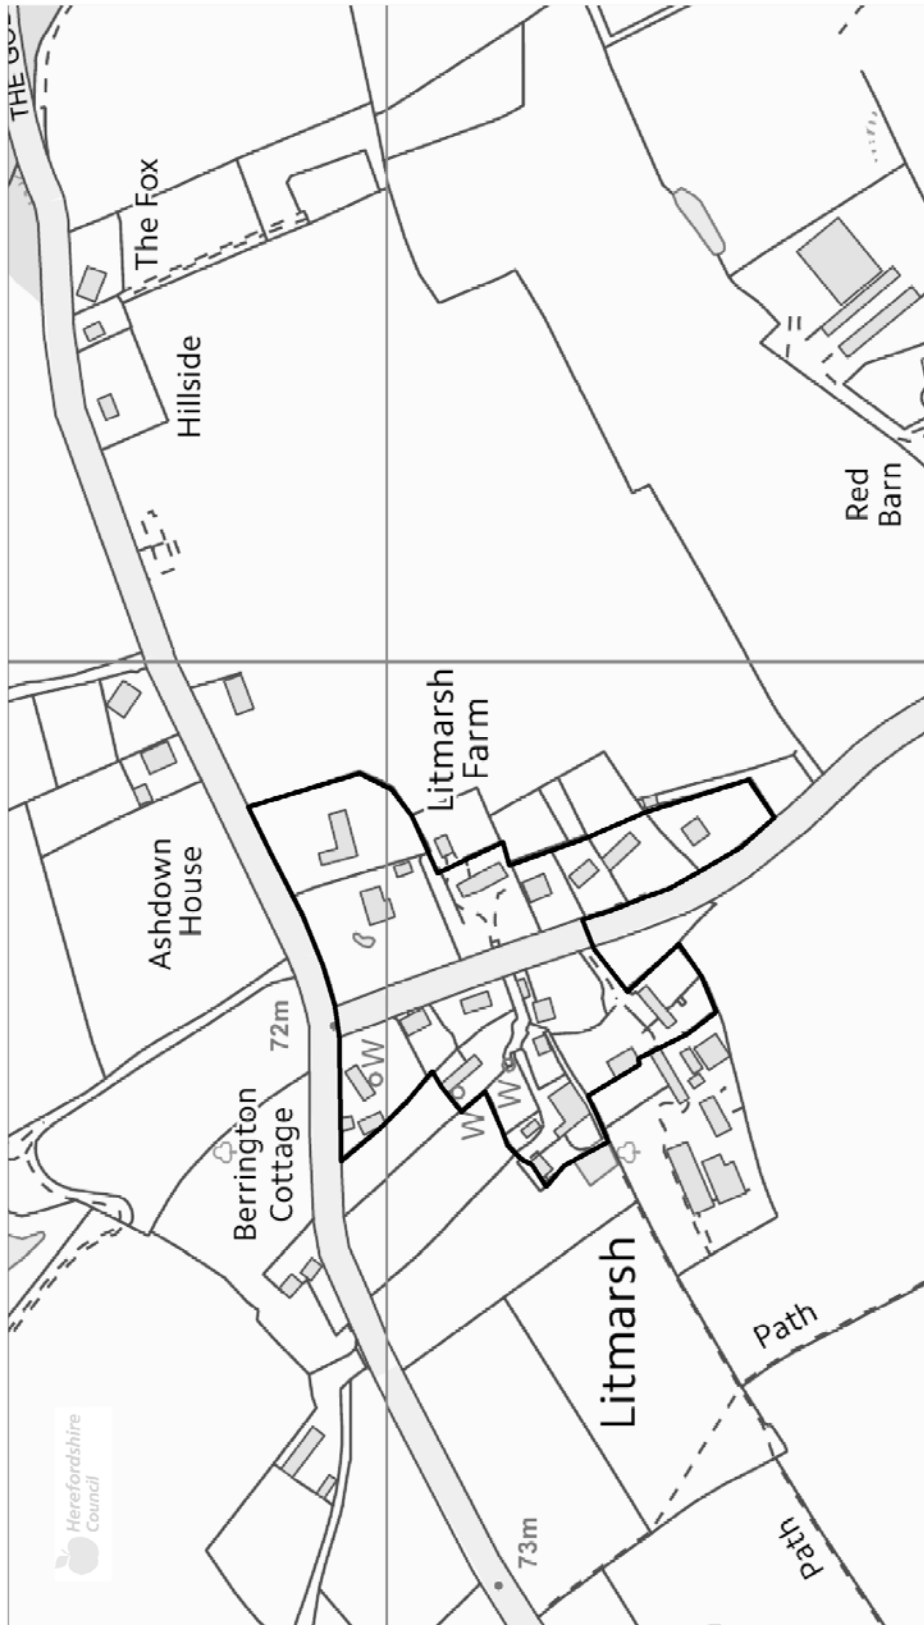 THE GO
Herefordshire
Council
The Fox
Ashdown
House
Hillside
Berrington
Cottage
72m
W
Litmarsh
Farm
W
W
73m
Litmarsh
Path
Path
Red
Barn